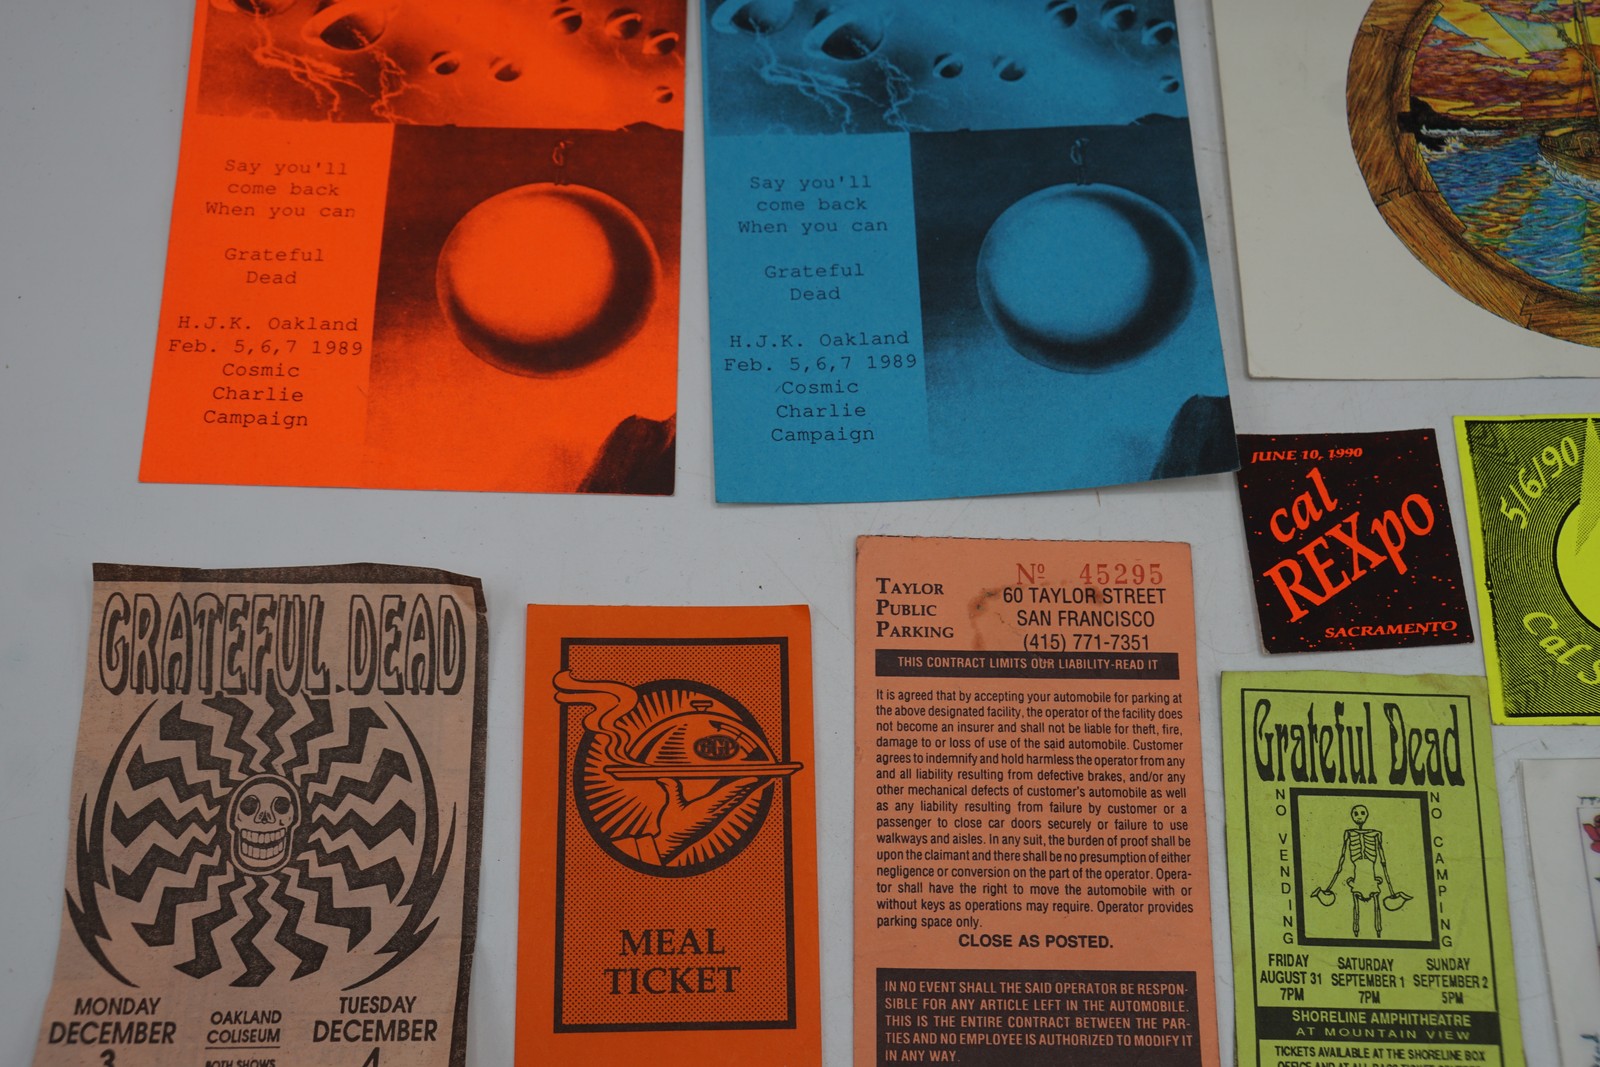 Say you'll
come back
When you can
Grateful
Dead
H.J.K. Oakland
Feb. 5,6,7 1989
Cosmic
Charlie
Campaign
Say you'll
come back
When you can
Grateful
Dead
H.J.K. Oakland
Feb. 5,6,7 1989
Cosmic
Charlie
Campaign
JUNE 10, 1990
cal
REXpo
SACRAMENTO
5/6/90
Cal S
GRATEFUL DEAD
MONDAY
DECEMBER
3
OAKLAND
COLISEUM
BOTH SHOWS
TUESDAY
DECEMBER
4
BGP
MEAL
TICKET
TAYLOR
PUBLIC
PARKING
Nº 45295
60 TAYLOR STREET
SAN FRANCISCO
(415) 771-7351
THIS CONTRACT LIMITS OUR LIABILITY-READ IT
It is agreed that by accepting your automobile for parking at
the above designated facility, the operator of the facility does
not become an insurer and shall not be liable for theft, fire,
damage to or loss of use of the said automobile. Customer
agrees to indemnify and hold harmless the operator from any
and all liability resulting from defective brakes, and/or any
other mechanical defects of customer's automobile as well
as any liability resulting from failure by customer or a
passenger to close car doors securely or failure to use
walkways and aisles. In any suit, the burden of proof shall be
upon the claimant and there shall be no presumption of either
negligence or conversion on the part of the operator. Opera-
tor shall have the right to move the automobile with or
without keys as operations may require. Operator provides
parking space only.
CLOSE AS POSTED.
IN NO EVENT SHALL THE SAID OPERATOR BE RESPON-
SIBLE FOR ANY ARTICLE LEFT IN THE AUTOMOBILE.
THIS IS THE ENTIRE CONTRACT BETWEEN THE PAR-
TIES AND NO EMPLOYEE IS AUTHORIZED TO MODIFY IT
IN ANY WAY.
Grateful Dead
NO VENDING
NO CAMPING
FRIDAY
AUGUST 31
7PM
SATURDAY
SEPTEMBER 1
7PM
SUNDAY
SEPTEMBER 2
5PM
SHORELINE AMPHITHEATRE
AT MOUNTAIN VIEW
TICKETS AVAILABLE AT THE SHORELINE BOX